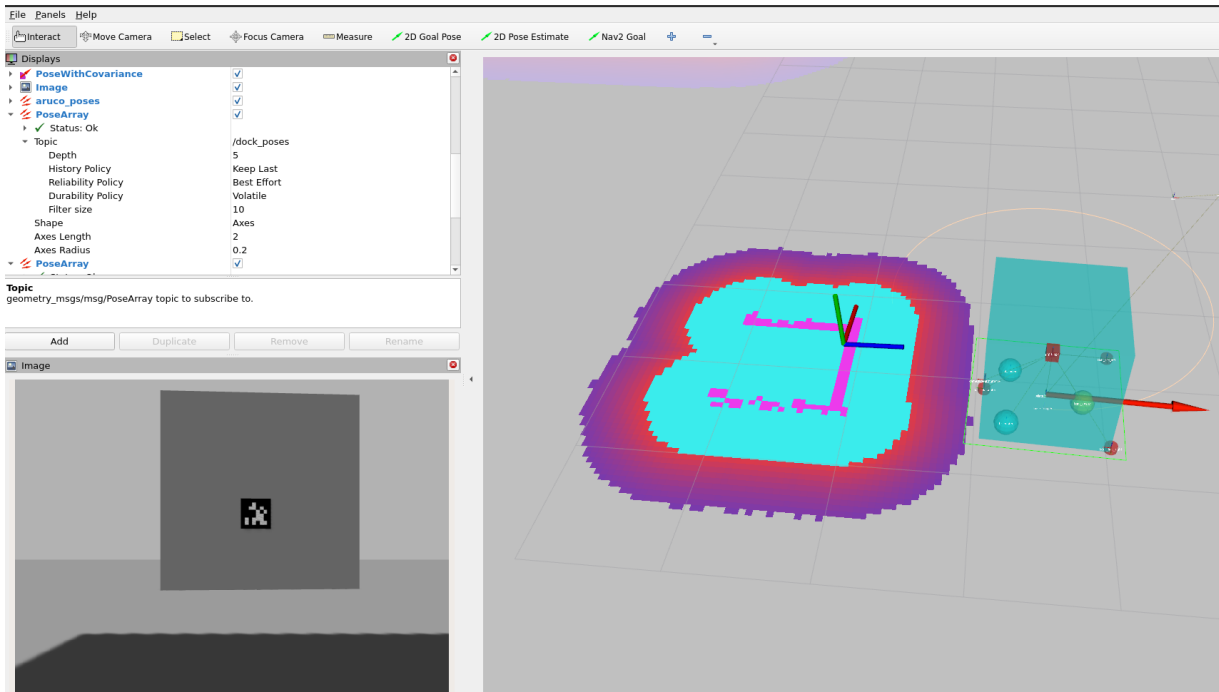 File Panels Help
Interact Move Camera Select Focus Camera Measure 2D Goal Pose 2D Pose Estimate Nav2 Goal
Displays
PoseWithCovariance
Image
aruco_poses
PoseArray
Status: Ok
Topic /dock_poses
Depth 5
History Policy Keep Last
Reliability Policy Best Effort
Durability Policy Volatile
Filter size 10
Shape Axes
Axes Length 2
Axes Radius 0.2
PoseArray
Topic
geometry_msgs/msg/PoseArray topic to subscribe to.
Add Duplicate Remove Rename
Image